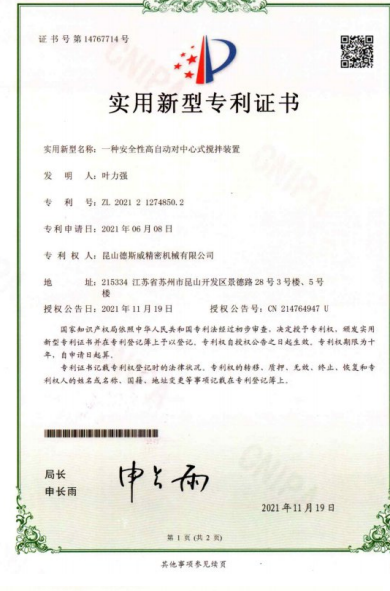 证书号第14767714号
实用新型专利证书
实用新型名称：一种安全性高自动对中心式搅拌装置
发 明 人：叶力强
专 利 号：ZL 2021 2 1274850.2
专利申请日：2021年06月08日
专 利 权 人：昆山德斯威精密机械有限公司
地 址：215334 江苏省苏州市昆山开发区景德路28号3号楼、5号
楼
授权公告日：2021年11月19日 授权公告号：CN 214764947 U
国家知识产权局依照中华人民共和国专利法经过初步审查，决定授予专利权，颁发实用
新型专利证书并在专利登记簿上予以登记。专利权自授权公告之日起生效。专利权期限为十
年，自申请日起算。
专利证书记载专利权登记时的法律状况。专利权的转移、质押、无效、终止、恢复和专
利权人的姓名或名称、国籍、地址变更等事项记载在专利登记簿上。
局长
申长雨
申长雨
2021年11月19日
第 1 页 (共 2 页)
其他事项参见续页